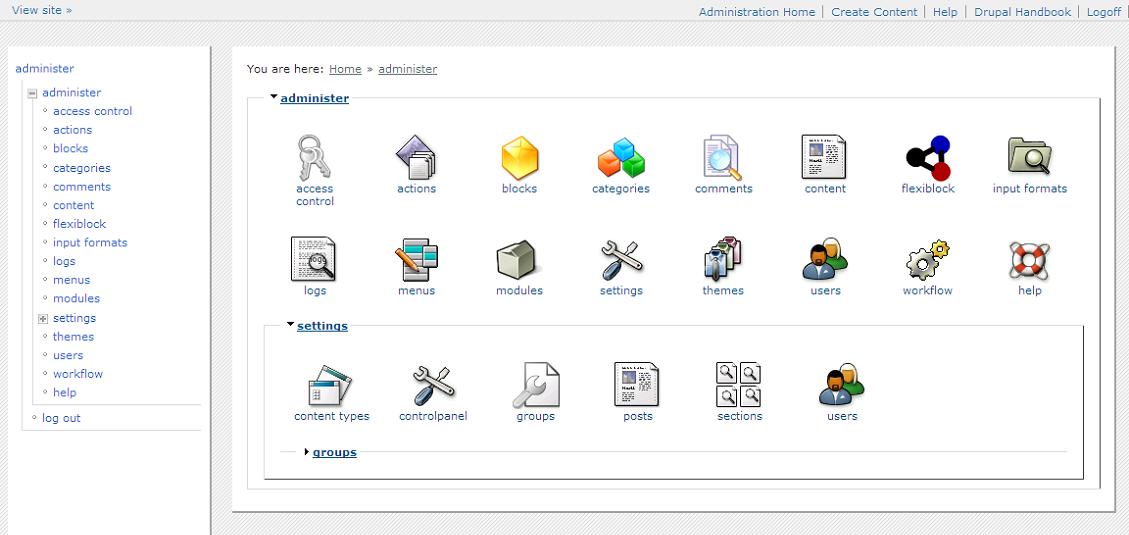 View site »
Administration Home | Create Content | Help | Drupal Handbook | Logoff
administer
administer
access control
actions
blocks
categories
comments
content
flexiblock
input formats
logs
menus
modules
settings
themes
users
workflow
help
log out
You are here: Home » administer
administer
access
control
actions
blocks
categories
comments
content
flexiblock
input formats
logs
menus
modules
settings
themes
users
workflow
help
settings
content types
controlpanel
groups
posts
sections
users
groups